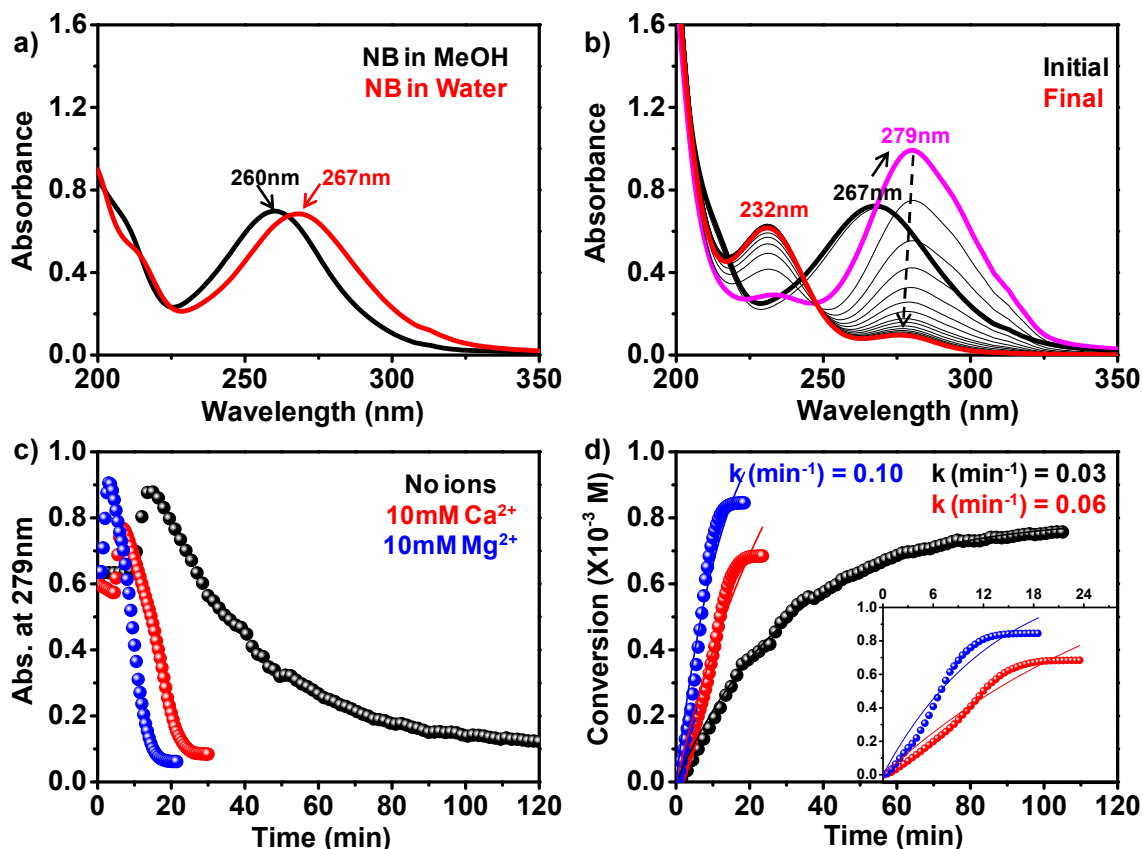 a)
NB in MeOH
NB in Water
260nm
267nm
Absorbance
1.6
1.2
0.8
0.4
0.0
200 250 300 350
Wavelength (nm)
b)
Initial
Final
279nm
267nm
232nm
Absorbance
1.6
1.2
0.8
0.4
0.0
200 250 300 350
Wavelength (nm)
c)
No ions
10mM Ca²⁺
10mM Mg²⁺
Abs. at 279nm
1.0
0.8
0.6
0.4
0.2
0.0
0 20 40 60 80 100 120
Time (min)
d)
k (min⁻¹) = 0.10
k (min⁻¹) = 0.03
k (min⁻¹) = 0.06
Conversion (X10⁻³ M)
1.0
0.8
0.6
0.4
0.2
0.0
0 6 12 18 24
1.0
0.8
0.6
0.4
0.2
0.0
0 20 40 60 80 100 120
Time (min)